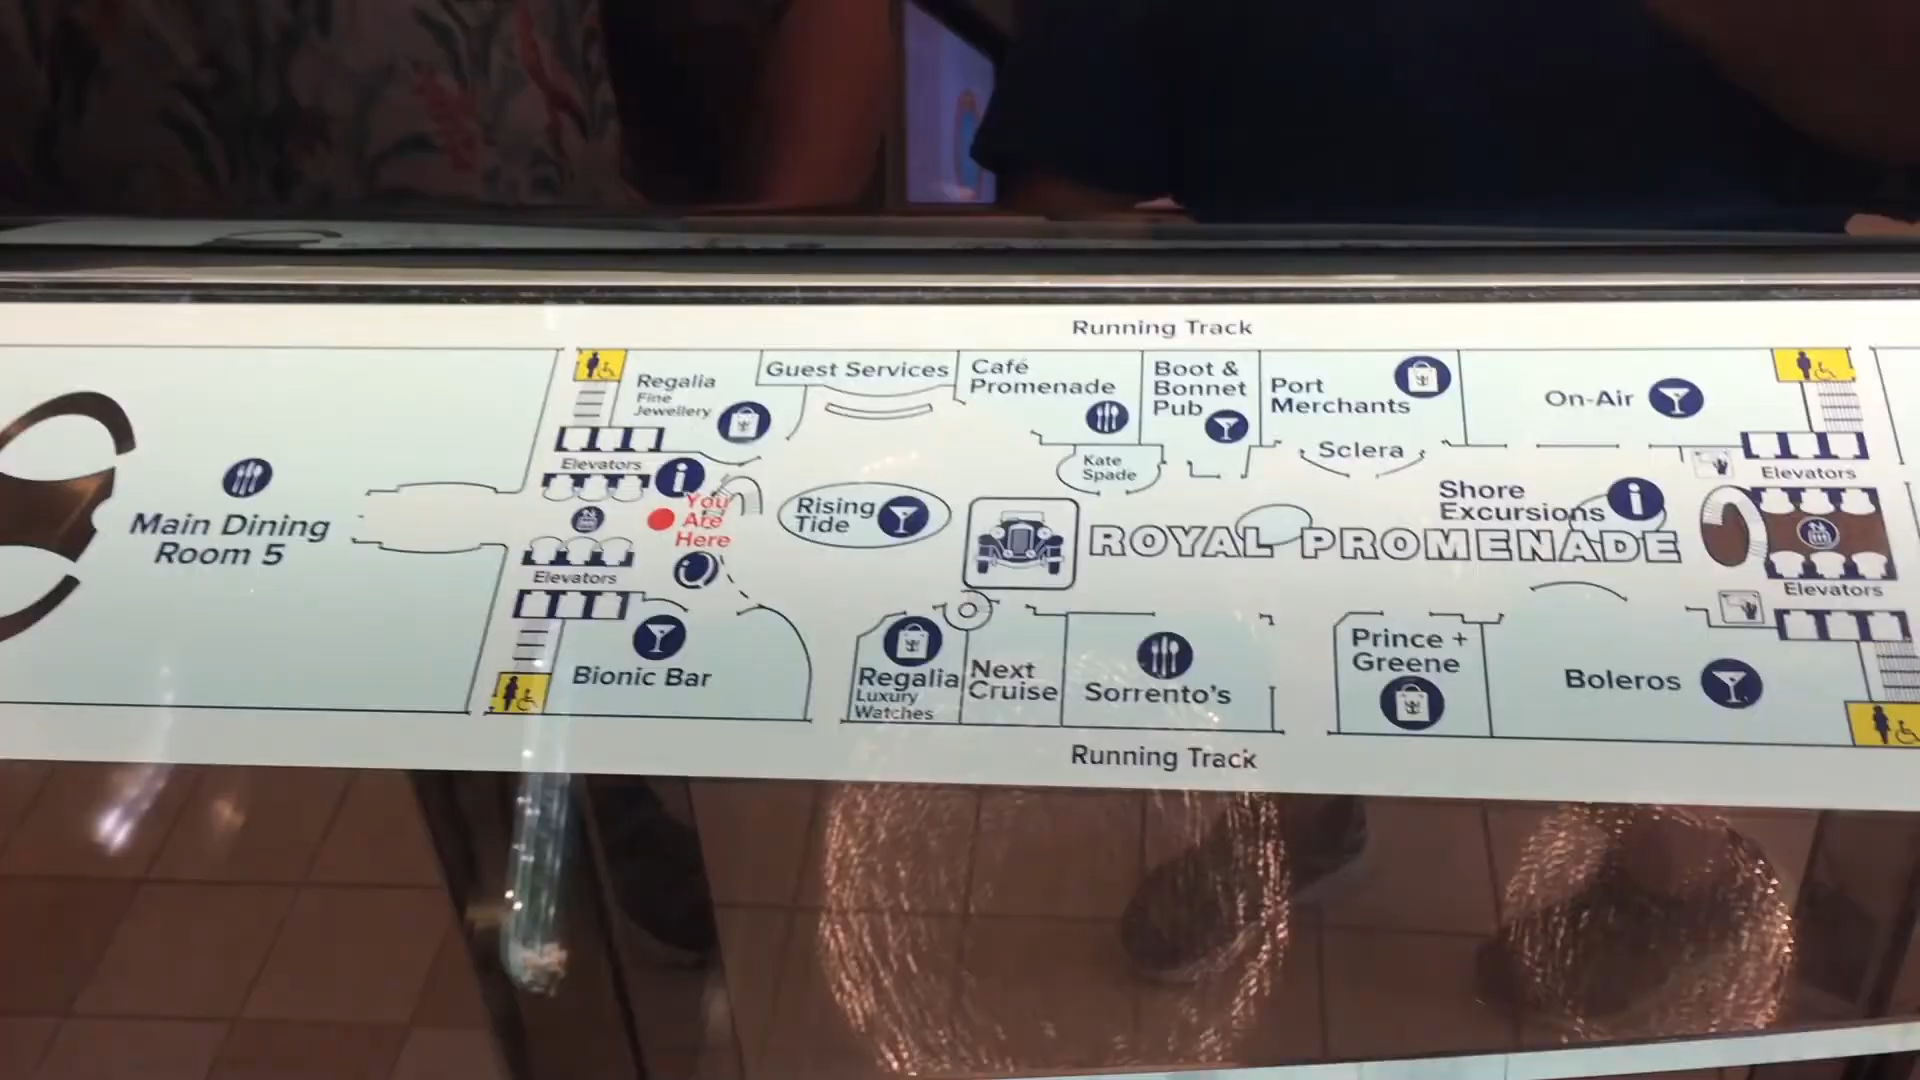 Running Track
Regalia
Fine
Jewellery
Guest Services
Café
Promenade
Boot &
Bonnet
Pub
Port
Merchants
On-Air
Sclera
Kate
Spade
Elevators
Elevators
i
You
Are
Here
Rising
Tide
Shore
Excursions
i
ROYAL PROMENADE
Main Dining
Room 5
Elevators
Elevators
Bionic Bar
Regalia
Luxury
Watches
Next
Cruise
Sorrento's
Prince +
Greene
Boleros
Running Track